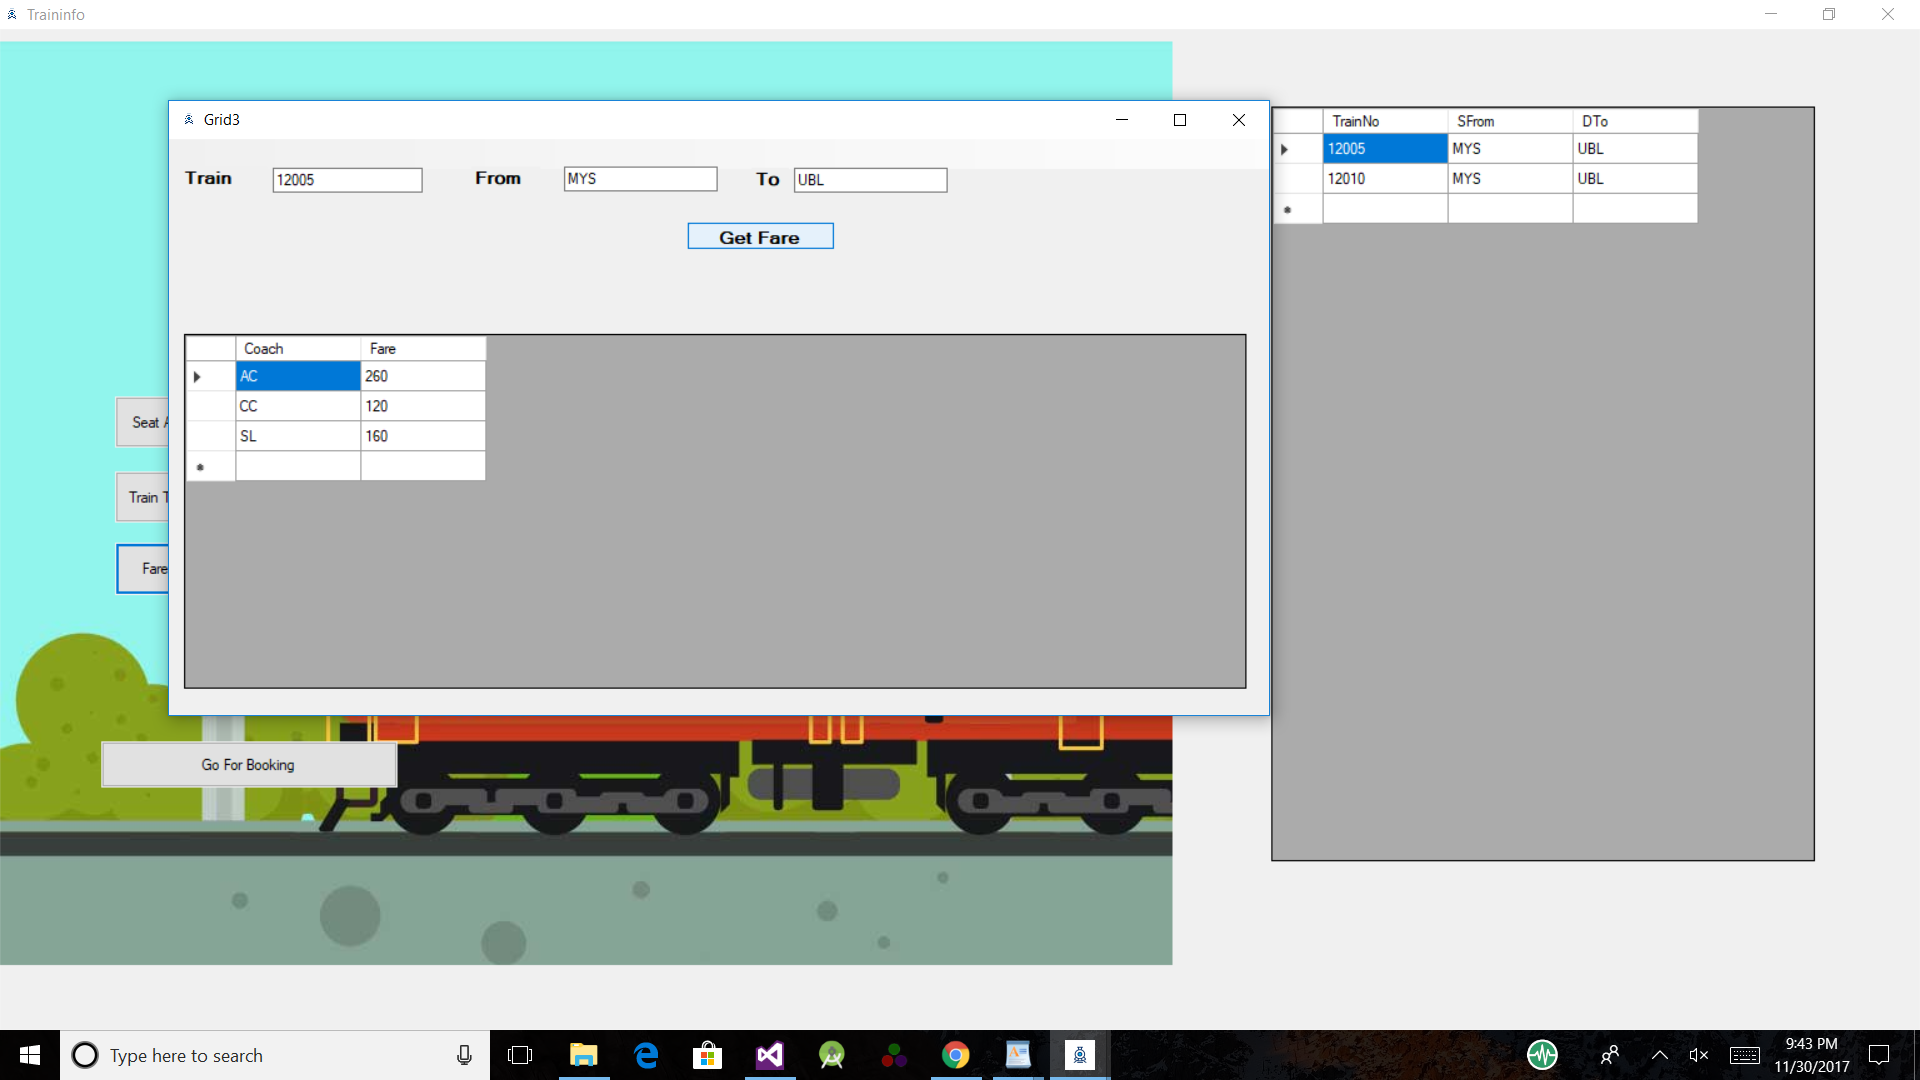 Traininfo
Grid3
Train 12005 From MYS To UBL
Get Fare
Coach Fare
AC 260
CC 120
SL 160
TrainNo SFrom DTo
12005 MYS UBL
12010 MYS UBL
Seat
Train
Fare
Go For Booking
Type here to search
9:43 PM
11/30/2017